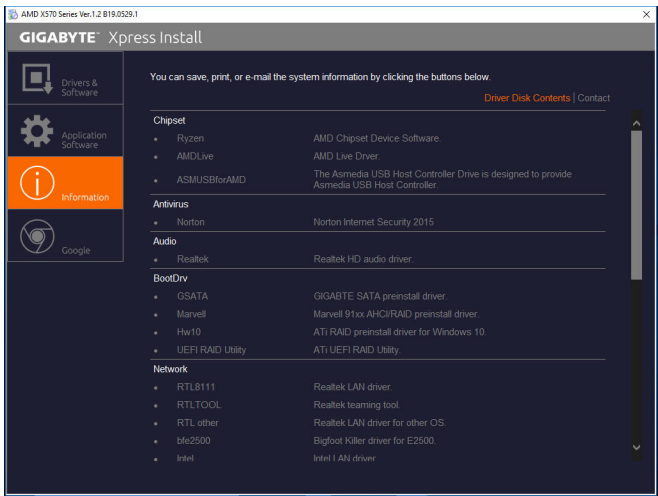 AMD X570 Series Ver.1.2 B19.0529.1
GIGABYTE™ Xpress Install
Drivers &
Software
Application
Software
Information
Google
You can save, print, or e-mail the system information by clicking the buttons below.
Driver Disk Contents | Contact
Chipset
• Ryzen AMD Chipset Device Software.
• AMDLive AMD Live Drver.
• ASMUSBforAMD The Asmedia USB Host Controller Drive is designed to provide
Asmedia USB Host Controller.
Antivirus
• Norton Norton Internet Security 2015
Audio
• Realtek Realtek HD audio driver.
BootDrv
• GSATA GIGABTE SATA preinstall driver.
• Marvell Marvell 91xx AHCI/RAID preinstall driver.
• Hw10 ATi RAID preinstall driver for Windows 10.
• UEFI RAID Utility ATi UEFI RAID Utility.
Network
• RTL8111 Realtek LAN driver.
• RTLTOOL Realtek teaming tool.
• RTL other Realtek LAN driver for other OS.
• bfe2500 Bigfoot Killer driver for E2500.
• Intel Intel LAN driver